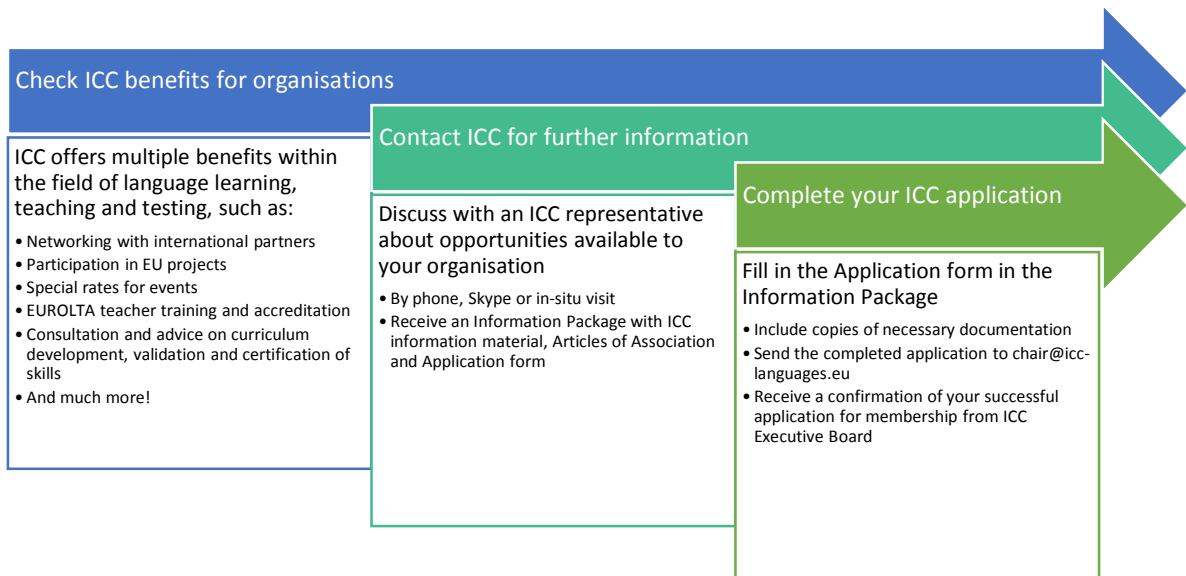 Check ICC benefits for organisations
ICC offers multiple benefits within
the field of language learning,
teaching and testing, such as:
• Networking with international partners
• Participation in EU projects
• Special rates for events
• EUROLTA teacher training and accreditation
• Consultation and advice on curriculum
development, validation and certification of
skills
• And much more!
Contact ICC for further information
Discuss with an ICC representative
about opportunities available to
your organisation
• By phone, Skype or in-situ visit
• Receive an Information Package with ICC
information material, Articles of Association
and Application form
Complete your ICC application
Fill in the Application form in the
Information Package
• Include copies of necessary documentation
• Send the completed application to chair@icc-
languages.eu
• Receive a confirmation of your successful
application for membership from ICC
Executive Board